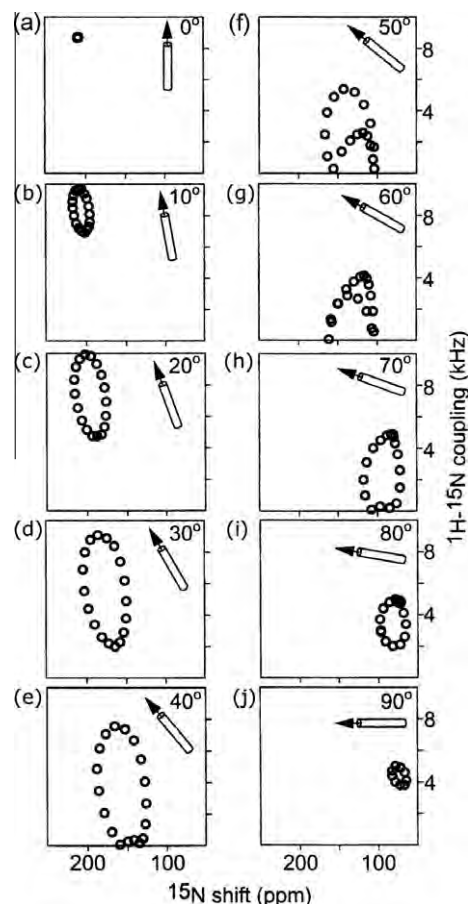 (a) 0°
(b) 10°
(c) 20°
(d) 30°
(e) 40°
(f) 50°
(g) 60°
(h) 70°
(i) 80°
(j) 90°
8
4
8
4
8
4
8
4
8
4
200 100
200 100
¹⁵N shift (ppm)
¹H-¹⁵N coupling (kHz)